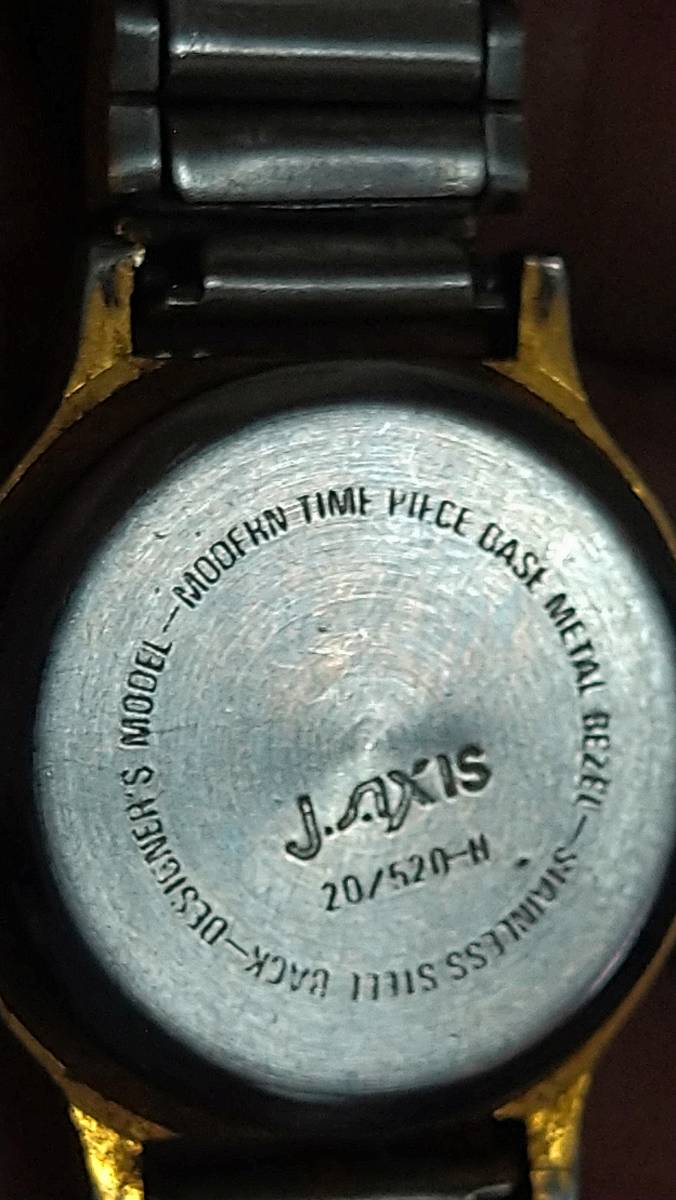 DESIGNER'S MODEL—MODERN TIME PIECE BASE METAL BEZEL—STAINLESS STEEL BACK—
J.AXIS
20/520-H